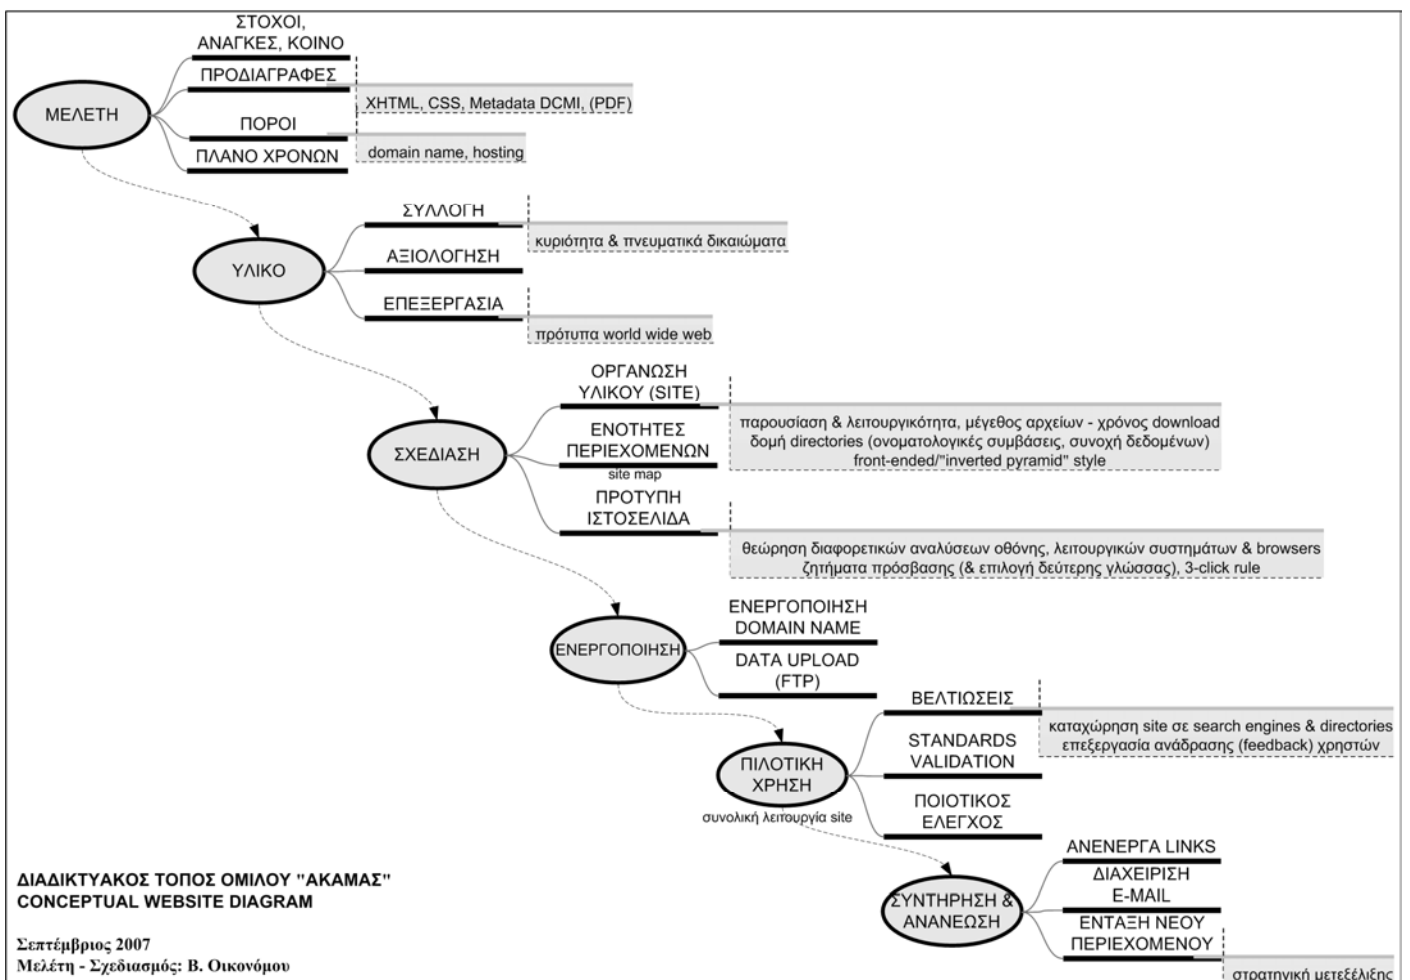 ΣΤΟΧΟΙ,
ΑΝΑΓΚΕΣ, ΚΟΙΝΟ
ΠΡΟΔΙΑΓΡΑΦΕΣ
XHTML, CSS, Metadata DCMI, (PDF)
ΜΕΛΕΤΗ
ΠΟΡΟΙ
domain name, hosting
ΠΛΑΝΟ ΧΡΟΝΩΝ
ΣΥΛΛΟΓΗ
κυριότητα & πνευματικά δικαιώματα
ΥΛΙΚΟ
ΑΞΙΟΛΟΓΗΣΗ
ΕΠΕΞΕΡΓΑΣΙΑ
πρότυπα world wide web
ΟΡΓΑΝΩΣΗ
ΥΛΙΚΟΥ (SITE)
παρουσίαση & λειτουργικότητα, μέγεθος αρχείων - χρόνος download
δομή directories (ονοματολογικές συμβάσεις, συνοχή δεδομένων)
front-ended/"inverted pyramid" style
ΣΧΕΔΙΑΣΗ
ΕΝΟΤΗΤΕΣ
ΠΕΡΙΕΧΟΜΕΝΩΝ
site map
ΠΡΟΤΥΠΗ
ΙΣΤΟΣΕΛΙΔΑ
θεώρηση διαφορετικών αναλύσεων οθόνης, λειτουργικών συστημάτων & browsers
ζητήματα πρόσβασης (& επιλογή δεύτερης γλώσσας), 3-click rule
ΕΝΕΡΓΟΠΟΙΗΣΗ
ΕΝΕΡΓΟΠΟΙΗΣΗ
DOMAIN NAME
DATA UPLOAD
(FTP)
ΒΕΛΤΙΩΣΕΙΣ
καταχώρηση site σε search engines & directories
επεξεργασία ανάδρασης (feedback) χρηστών
ΠΙΛΟΤΙΚΗ
ΧΡΗΣΗ
συνολική λειτουργία site
STANDARDS
VALIDATION
ΠΟΙΟΤΙΚΟΣ
ΕΛΕΓΧΟΣ
ΣΥΝΤΗΡΗΣΗ &
ΑΝΑΝΕΩΣΗ
ΑΝΕΝΕΡΓΑ LINKS
ΔΙΑΧΕΙΡΙΣΗ
E-MAIL
ΕΝΤΑΞΗ ΝΕΟΥ
ΠΕΡΙΕΧΟΜΕΝΟΥ
στρατηγική μετεξέλιξης
ΔΙΑΔΙΚΤΥΑΚΟΣ ΤΟΠΟΣ ΟΜΙΛΟΥ "ΑΚΑΜΑΣ"
CONCEPTUAL WEBSITE DIAGRAM
Σεπτέμβριος 2007
Μελέτη - Σχεδιασμός: Β. Οικονόμου